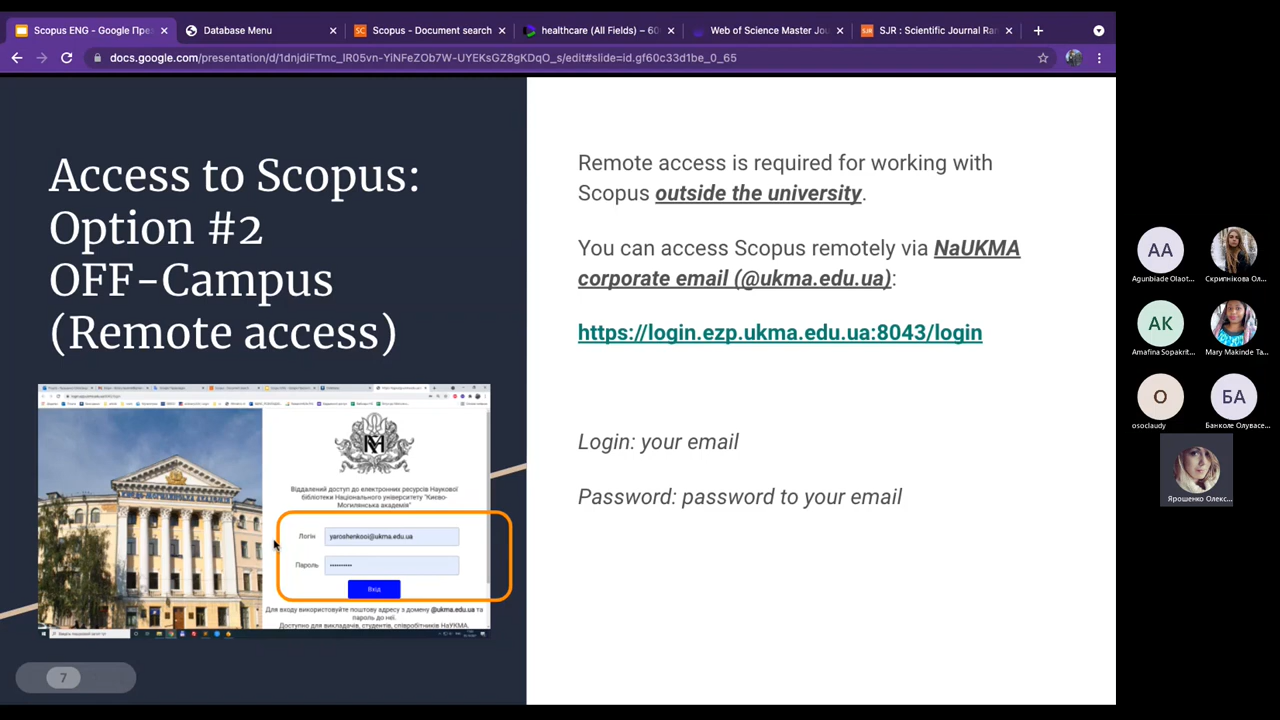 Scopus ENG - Google Пре
Database Menu
Scopus - Document search
healthcare (All Fields) – 60
Web of Science Master Jou
SJR : Scientific Journal Ran
docs.google.com/presentation/d/1dnjdiFTmc_lR05vn-YiNFeZOb7W-UYEKsGZ8gKDqO_s/edit#slide=id.gf60c33d1be_0_65
Access to Scopus:
Option #2
OFF-Campus
(Remote access)
Віддалений доступ до електронних ресурсів Наукової
бібліотеки Національного університету "Києво-
Могилянська академія"
Логін yaroshenkooi@ukma.edu.ua
Пароль
Вхід
Для входу використовуйте поштову адресу з домену @ukma.edu.ua та
пароль до неї.
Доступно для викладачів, студентів, співробітників НаУКМА.
7
Remote access is required for working with
Scopus outside the university.
You can access Scopus remotely via NaUKMA
corporate email (@ukma.edu.ua):
https://login.ezp.ukma.edu.ua:8043/login
Login: your email
Password: password to your email
AA
Agunbiade Olaot...
Скрипнікова Ол...
AK
Amafina Sopakrit...
Mary Makinde Ta...
O
osoclaudy
БА
Банколе Олувасе...
Ярошенко Олекс...